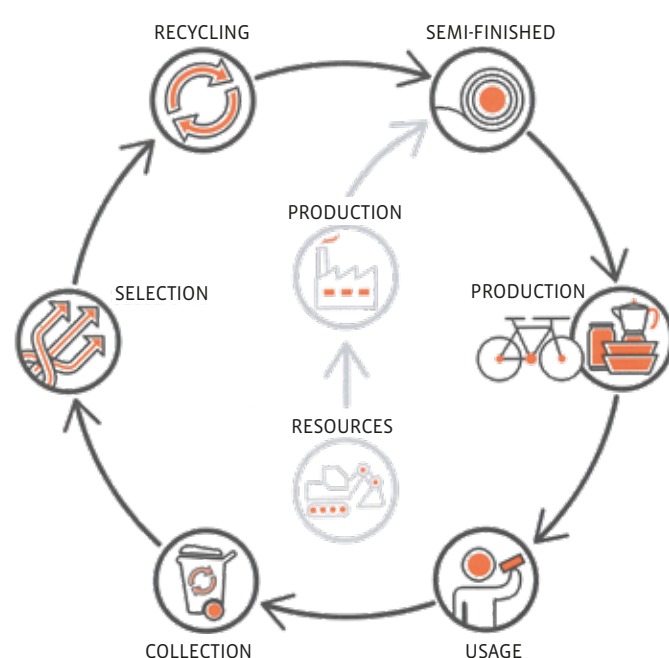 RECYCLING
SEMI-FINISHED
PRODUCTION
SELECTION
PRODUCTION
RESOURCES
COLLECTION
USAGE